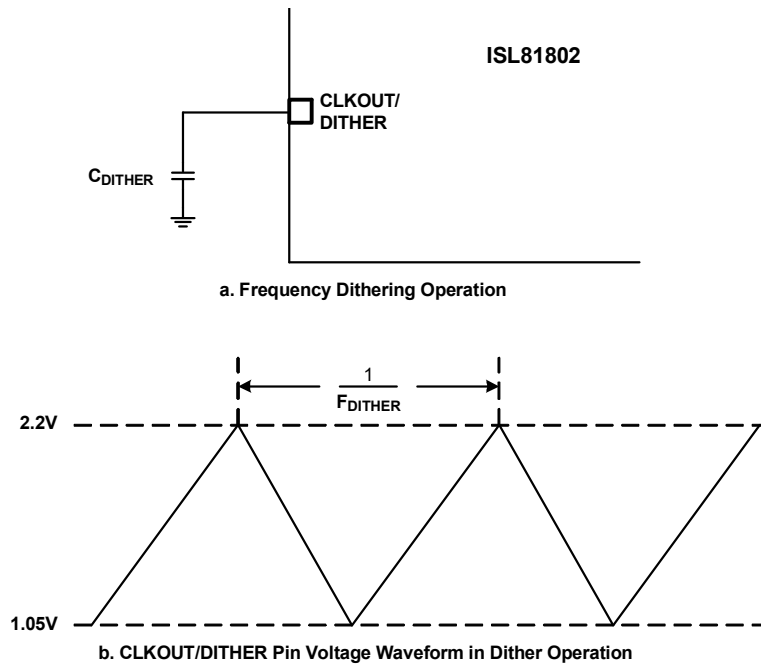 ISL81802
CLKOUT/
DITHER
CDITHER
a. Frequency Dithering Operation
1
FDITHER
2.2V
1.05V
b. CLKOUT/DITHER Pin Voltage Waveform in Dither Operation